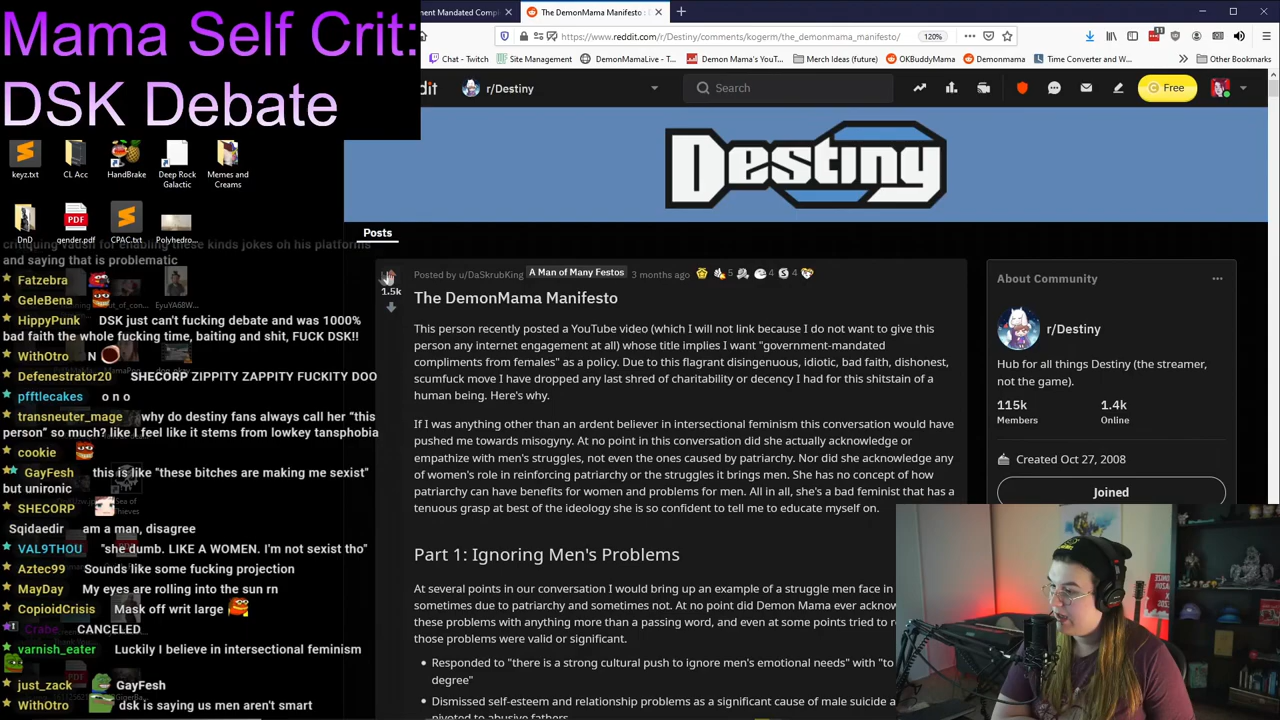 Mama Self Crit:
DSK Debate
ment Mandated Compl
The DemonMama Manifesto : De
https://www.reddit.com/r/Destiny/comments/kogerm/the_demonmama_manifesto/
120%
Chat - Twitch
Site Management
DemonMamaLive - T...
Demon Mama's YouT...
Merch Ideas (future)
OKBuddyMama
Demonmama
Time Converter and W...
Other Bookmarks
dit
r/Destiny
Search
Free
Destiny
keyz.txt
CL Acc
HandBrake
Deep Rock
Galactic
Memes and
Creams
DnD
gender.pdf
CPAC.txt
Polyhedro...
Posts
critiquing vaush for enabling these kinds jokes oh his platforms
and saying that is problematic
Fatzebra
GeleBena
HippyPunk DSK just can't fucking debate and was 1000%
bad faith the whole fucking time, baiting and shit, FUCK DSK!!
WithOtro N
Defenestrator20 SHECORP ZIPPITY ZAPPITY FUCKITY DOO
pfftlecakes o n o
transneuter_mage why do destiny fans always call her "this
person" so much? like I feel like it stems from lowkey tansphobia
cookie
GayFesh this is like "these bitches are making me sexist"
but unironic
SHECORP
Sqidaedir am a man, disagree
VAL9THOU "she dumb. LIKE A WOMEN. I'm not sexist tho"
Aztec99 Sounds like some fucking projection
MayDay My eyes are rolling into the sun rn
CopioidCrisis Mask off writ large
Crabe CANCELED
varnish_eater Luckily I believe in intersectional feminism
just_zack GayFesh
WithOtro dsk is saying us men aren't smart
1.5k
Posted by u/DaSkrubKing A Man of Many Festos 3 months ago 5 4 4
The DemonMama Manifesto
This person recently posted a YouTube video (which I will not link because I do not want to give this
person any internet engagement at all) whose title implies I want "government-mandated
compliments from females" as a policy. Due to this flagrant disingenuous, idiotic, bad faith, dishonest,
scumfuck move I have dropped any last shred of charitability or decency I had for this shitstain of a
human being. Here's why.
If I was anything other than an ardent believer in intersectional feminism this conversation would have
pushed me towards misogyny. At no point in this conversation did she actually acknowledge or
empathize with men's struggles, not even the ones caused by patriarchy. Nor did she acknowledge any
of women's role in reinforcing patriarchy or the struggles it brings men. She has no concept of how
patriarchy can have benefits for women and problems for men. All in all, she's a bad feminist that has a
tenuous grasp at best of the ideology she is so confident to tell me to educate myself on.
Part 1: Ignoring Men's Problems
At several points in our conversation I would bring up an example of a struggle men face in
sometimes due to patriarchy and sometimes not. At no point did Demon Mama ever acknow
these problems with anything more than a passing word, and even at some points tried to re
those problems were valid or significant.
Responded to "there is a strong cultural push to ignore men's emotional needs" with "to
degree"
Dismissed self-esteem and relationship problems as a significant cause of male suicide a
pivoted to abusive fathers
About Community
r/Destiny
Hub for all things Destiny (the streamer,
not the game).
115k
Members
1.4k
Online
Created Oct 27, 2008
Joined